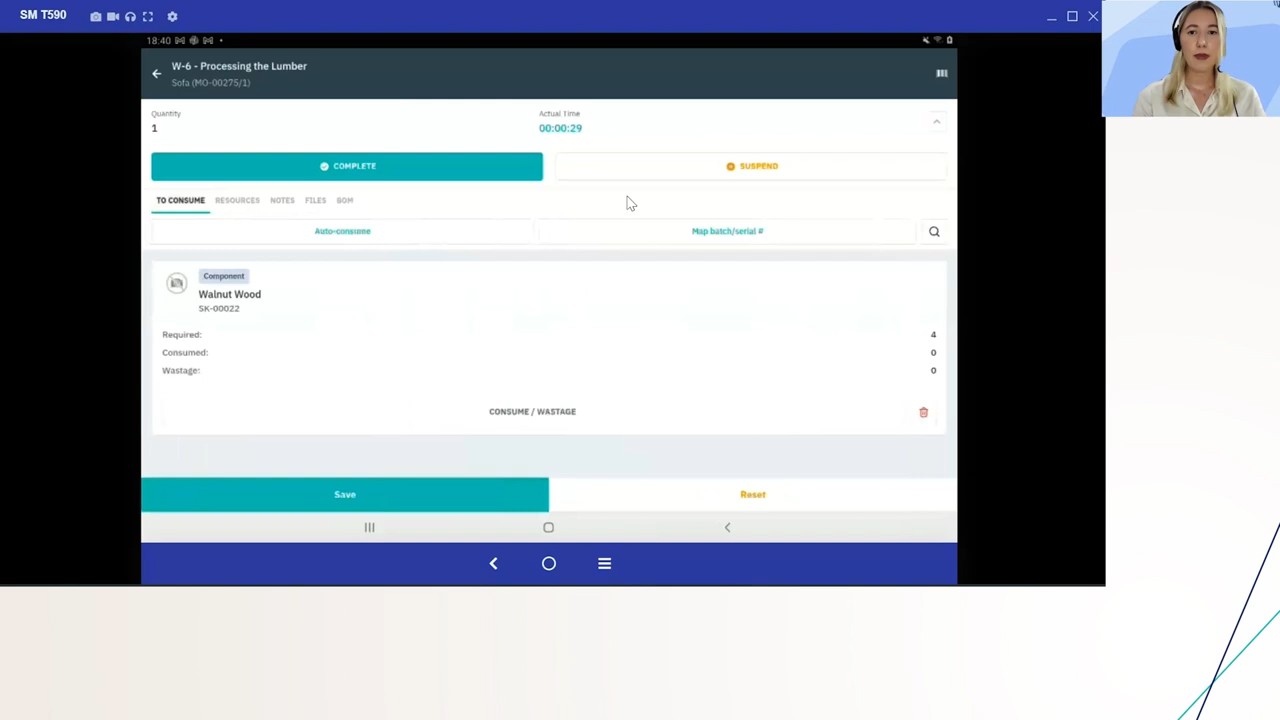 SM T590
18:40
W-6 - Processing the Lumber
Sofa (MO-00275/1)
Quantity
1
Actual Time
00:00:29
COMPLETE
SUSPEND
TO CONSUME
RESOURCES
NOTES
FILES
BOM
Auto-consume
Map batch/serial #
Component
Walnut Wood
SK-00022
Required: 4
Consumed: 0
Wastage: 0
CONSUME / WASTAGE
Save
Reset